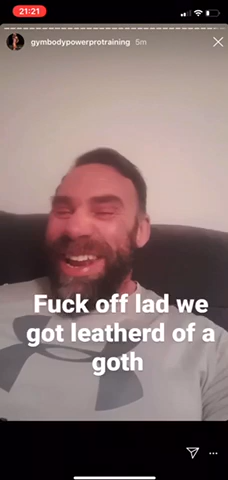 21:21
gymbodypowerprotraining 5m
Fuck off lad we
got leatherd of a
goth